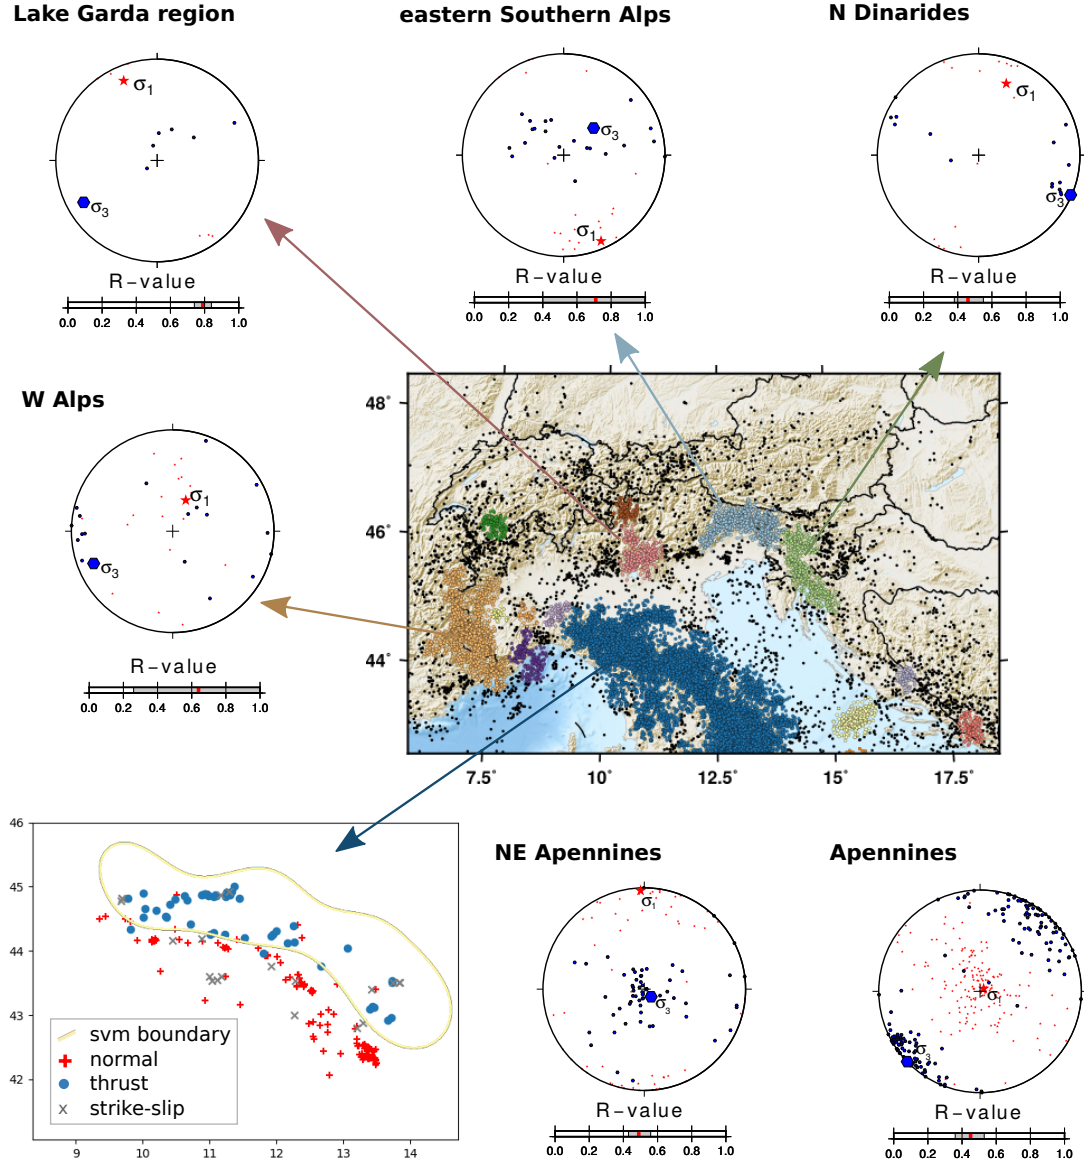 Lake Garda region
eastern Southern Alps
N Dinarides
σ1
σ3
R-value
0.0 0.2 0.4 0.6 0.8 1.0
σ3
σ1
R-value
0.0 0.2 0.4 0.6 0.8 1.0
σ1
σ3
R-value
0.0 0.2 0.4 0.6 0.8 1.0
W Alps
σ1
σ3
R-value
0.0 0.2 0.4 0.6 0.8 1.0
48°
46°
44°
7.5° 10° 12.5° 15° 17.5°
46
45
44
43
42
9 10 11 12 13 14
svm boundary
normal
thrust
strike-slip
NE Apennines
σ1
σ3
R-value
0.0 0.2 0.4 0.6 0.8 1.0
Apennines
σ1
σ3
R-value
0.0 0.2 0.4 0.6 0.8 1.0